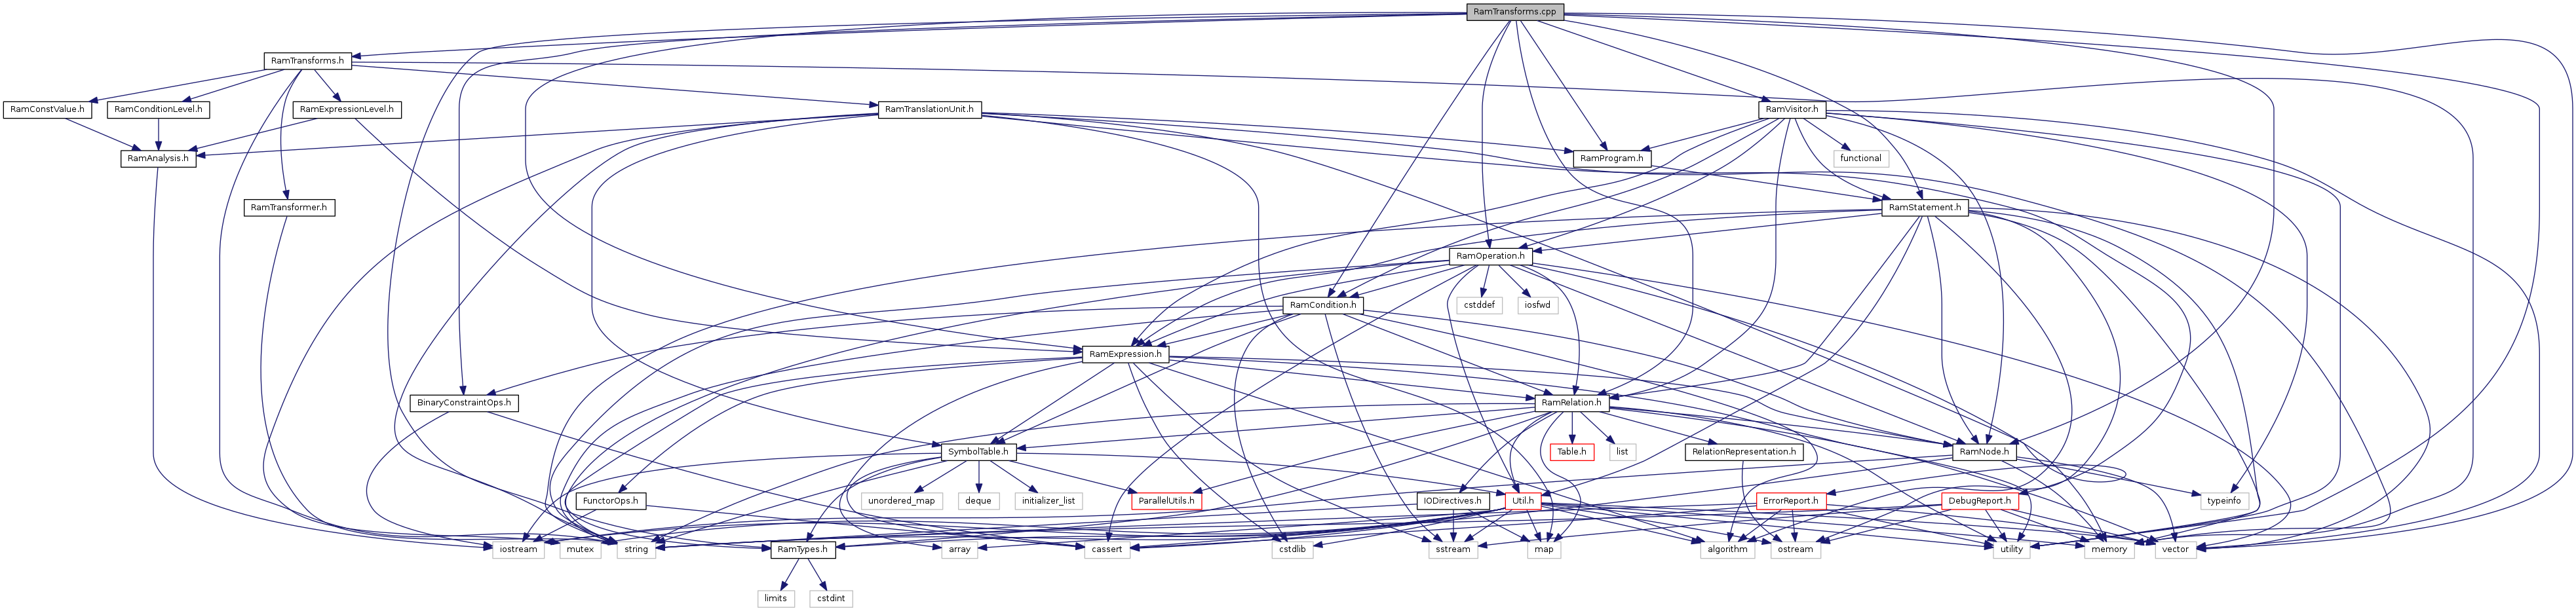 RamTransforms.cpp
RamTransforms.h
RamConstValue.h
RamConditionLevel.h
RamExpressionLevel.h
RamTranslationUnit.h
RamVisitor.h
RamAnalysis.h
RamProgram.h
functional
RamTransformer.h
RamStatement.h
RamOperation.h
RamCondition.h
cstddef
iosfwd
RamExpression.h
BinaryConstraintOps.h
RamRelation.h
SymbolTable.h
Table.h
list
RelationRepresentation.h
RamNode.h
FunctorOps.h
unordered_map
deque
initializer_list
ParallelUtils.h
IODirectives.h
Util.h
ErrorReport.h
DebugReport.h
typeinfo
iostream
mutex
string
RamTypes.h
array
cassert
cstdlib
sstream
map
algorithm
ostream
utility
memory
vector
limits
cstdint